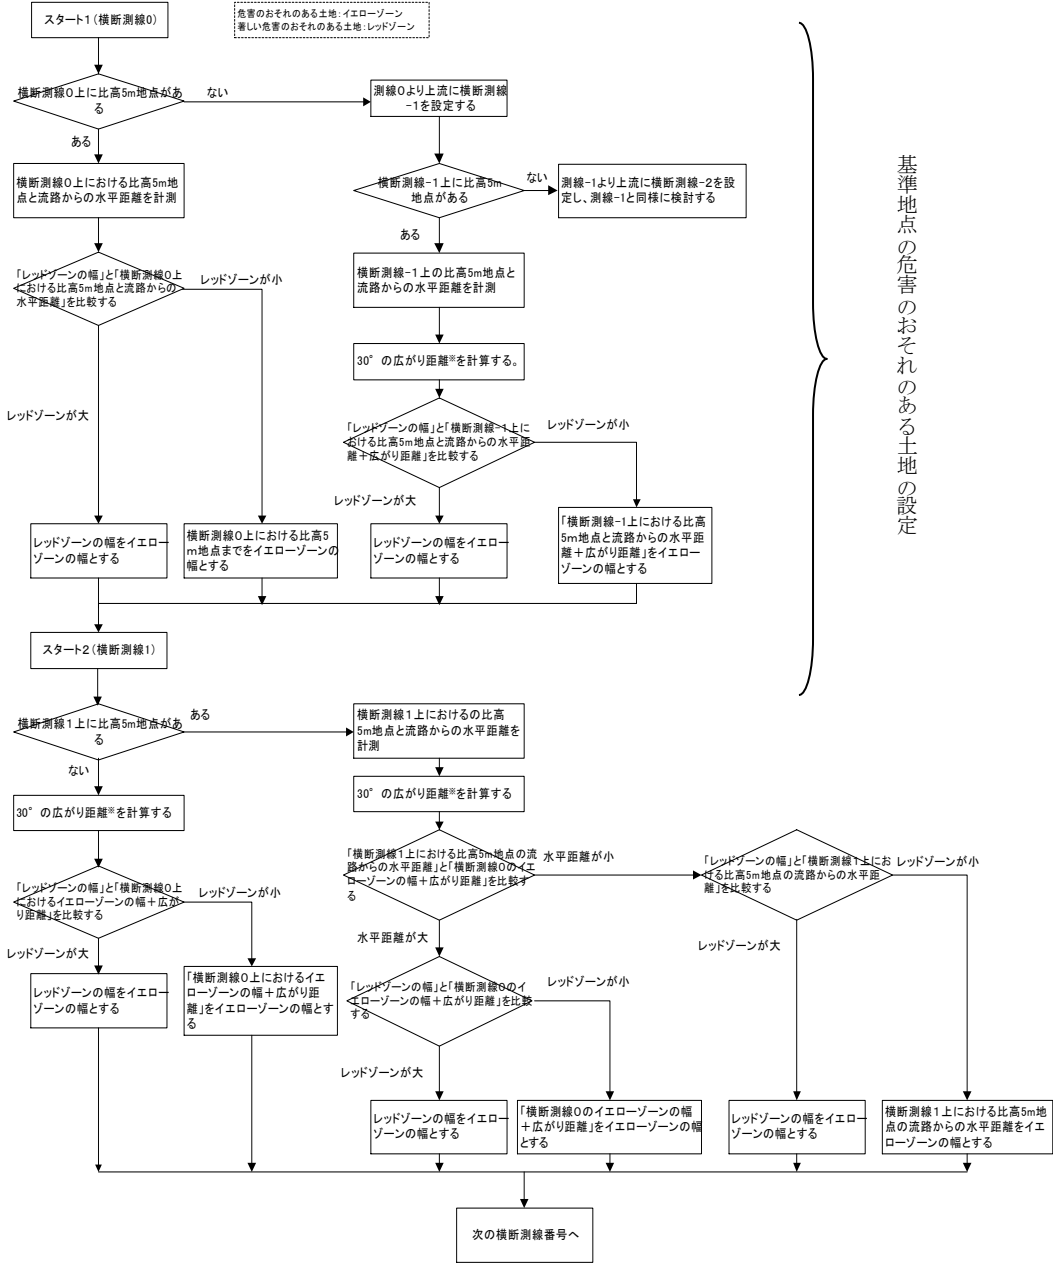 スタート1(横断測線0)
危害のおそれのある土地:イエローゾーン
著しい危害のおそれのある土地:レッドゾーン
横断測線0上に比高5m地点があ
る
ない
測線0より上流に横断測線
-1を設定する
ある
横断測線0上における比高5m地
点と流路からの水平距離を計測
横断測線-1上に比高5m
地点がある
ない
測線-1より上流に横断測線-2を設
定し、測線-1と同様に検討する
ある
「レッドゾーンの幅」と「横断測線0上
における比高5m地点と流路からの
水平距離」を比較する
レッドゾーンが小
横断測線-1上の比高5m地点と
流路からの水平距離を計測
30°の広がり距離※を計算する。
レッドゾーンが大
「レッドゾーンの幅」と「横断測線-1上に
おける比高5m地点と流路からの水平距
離+広がり距離」を比較する
レッドゾーンが小
レッドゾーンが大
レッドゾーンの幅をイエロー
ゾーンの幅とする
横断測線0上における比高5
m地点までをイエローゾーンの
幅とする
レッドゾーンの幅をイエロー
ゾーンの幅とする
「横断測線-1上における比高
5m地点と流路からの水平距
離+広がり距離」をイエロー
ゾーンの幅とする
基準地点の危害のおそれのある土地の設定
スタート2(横断測線1)
横断測線1上に比高5m地点があ
る
ある
横断測線1上におけるの比高
5m地点と流路からの水平距離を
計測
ない
30°の広がり距離※を計算する
30°の広がり距離※を計算する
「レッドゾーンの幅」と「横断測線0上
におけるイエローゾーンの幅+広が
り距離」を比較する
レッドゾーンが小
レッドゾーンが大
「横断測線1上における比高5m地点の流
路からの水平距離」と「横断測線0のイエ
ローゾーンの幅+広がり距離」を比較す
る
水平距離が小
「レッドゾーンの幅」と「横断測線1上にお
ける比高5m地点の流路からの水平距
離」を比較する
レッドゾーンが小
水平距離が大
レッドゾーンが大
レッドゾーンの幅をイエロー
ゾーンの幅とする
「横断測線0上におけるイエ
ローゾーンの幅+広がり距
離」をイエローゾーンの幅とす
る
「レッドゾーンの幅」と「横断測線0のイ
エローゾーンの幅+広がり距離」を比較
する
レッドゾーンが小
レッドゾーンが大
レッドゾーンの幅をイエロー
ゾーンの幅とする
「横断測線0のイエローゾーンの幅
+広がり距離」をイエローゾーンの幅
とする
レッドゾーンの幅をイエロー
ゾーンの幅とする
横断測線1上における比高5m地
点の流路からの水平距離をイエ
ローゾーンの幅とする
次の横断測線番号へ